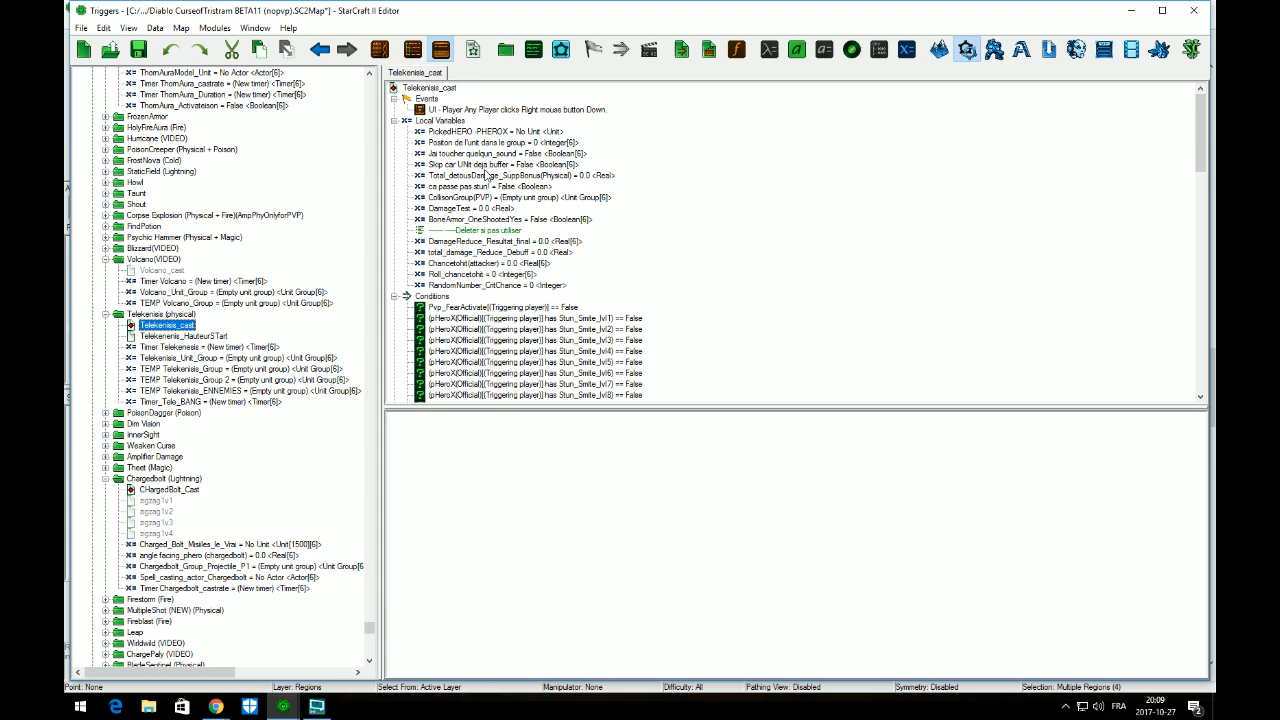 Triggers - [C:/.../Diablo CurseofTristram BETA11 (nopvp).SC2Map*] - StarCraft II Editor
File Edit View Data Map Modules Window Help
ThornAuraModel_Unit = No Actor <Actor[6]>
Timer ThornAura_castrate = (New timer) <Timer[6]>
Timer ThornAura_Duration = (New timer) <Timer[6]>
ThornAura_Activateison = False <Boolean[6]>
FrozenArmor
HolyFireAura (Fire)
Hurricane (VIDEO)
PoisonCreeper (Physical + Poison)
FrostNova (Cold)
StaticField (Lightning)
Howl
Taunt
Shout
Corpse Explosion (Physical + Fire)(AmpPhyOnlyforPVP)
FindPotion
Psychic Hammer (Physical + Magic)
Blizzard(VIDEO)
Volcano(VIDEO)
Volcano_cast
Timer Volcano = (New timer) <Timer[6]>
Volcano_Unit_Group = (Empty unit group) <Unit Group[6]>
TEMP Volcano_Group = (Empty unit group) <Unit Group[6]>
Telekenisis (physical)
Telekenisis_cast
Telekeneris_HauteurSTart
Timer Telekenesis = (New timer) <Timer[6]>
Telekenisis_Unit_Group = (Empty unit group) <Unit Group[6]>
TEMP Telekenisis_Group = (Empty unit group) <Unit Group[6]>
TEMP Telekenisis_Group 2 = (Empty unit group) <Unit Group[6]>
TEMP Telekenisis_ENNEMIES = (Empty unit group) <Unit Group[6]>
Timer_Tele_BANG = (New timer) <Timer[6]>
PoisonDagger (Poison)
Dim Vision
InnerSight
Weaken Curse
Amplifier Damage
Theet (Magic)
Chargedbolt (Lightning)
CHargedBolt_Cast
zigzag1v1
zigzag1v2
zigzag1v3
zigzag1v4
Charged_Bolt_Misiles_le_Vrai = No Unit <Unit[1500][6]>
angle facing_phero (chargedbolt) = 0.0 <Real[6]>
Chargedbolt_Group_Projectile_P1 = (Empty unit group) <Unit Group[6]
Spell_casting_actor_Chargedbolt = No Actor <Actor[6]>
Timer Chargedbolt_castrate = (New timer) <Timer[6]>
Firestorm (Fire)
MultipleShot (NEW) (Physical)
Fireblast (Fire)
Leap
Wirldwild (VIDEO)
ChargePaly (VIDEO)
BladeSentinel (Physical)
Telekenisis_cast
Telekenisis_cast
Events
UI - Player Any Player clicks Right mouse button Down.
Local Variables
PickedHERO -PHEROX = No Unit <Unit>
Positon de l'unit dans le group = 0 <Integer[6]>
Jai toucher quelqun_sound = False <Boolean[6]>
Skip car UNit deja buffer = False <Boolean[6]>
Total_detousDamage_SuppBonus(Physical) = 0.0 <Real>
ca passe pas stun! = False <Boolean>
CollisonGroup(PVP) = (Empty unit group) <Unit Group[6]>
DamageTest = 0.0 <Real>
BoneArmor_OneShootedYes = False <Boolean[6]>
------- -----Deleter si pas utiliser
DamageReduce_Resultat_final = 0.0 <Real[6]>
total_damage_Reduce_Debuff = 0.0 <Real>
Chancetohit(attacker) = 0.0 <Real[6]>
Roll_chancetohit = 0 <Integer[6]>
RandomNumber_CritChance = 0 <Integer>
Conditions
Pvp_FearActivate[(Triggering player)] == False
(pHeroX(Official)[(Triggering player)] has Stun_Smite_lvl1) == False
(pHeroX(Official)[(Triggering player)] has Stun_Smite_lvl2) == False
(pHeroX(Official)[(Triggering player)] has Stun_Smite_lvl3) == False
(pHeroX(Official)[(Triggering player)] has Stun_Smite_lvl4) == False
(pHeroX(Official)[(Triggering player)] has Stun_Smite_lvl5) == False
(pHeroX(Official)[(Triggering player)] has Stun_Smite_lvl6) == False
(pHeroX(Official)[(Triggering player)] has Stun_Smite_lvl7) == False
(pHeroX(Official)[(Triggering player)] has Stun_Smite_lvl8) == False
Point: None Layer: Regions Select From: Active Layer Manipulator: None Difficulty: All Pathing View: Disabled Symmetry: Disabled Selection: Multiple Regions (4)
FRA 20:09
2017-10-27 2